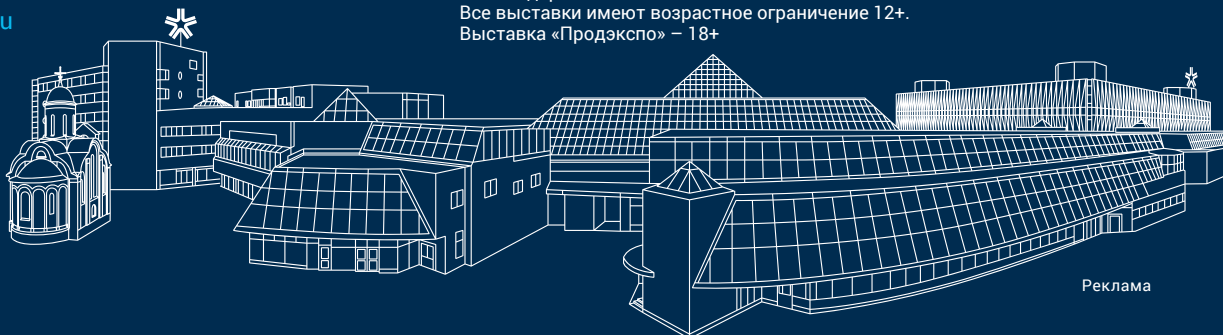 u
Все выставки имеют возрастное ограничение 12+.
Выставка «Продэкспо» – 18+
Реклама